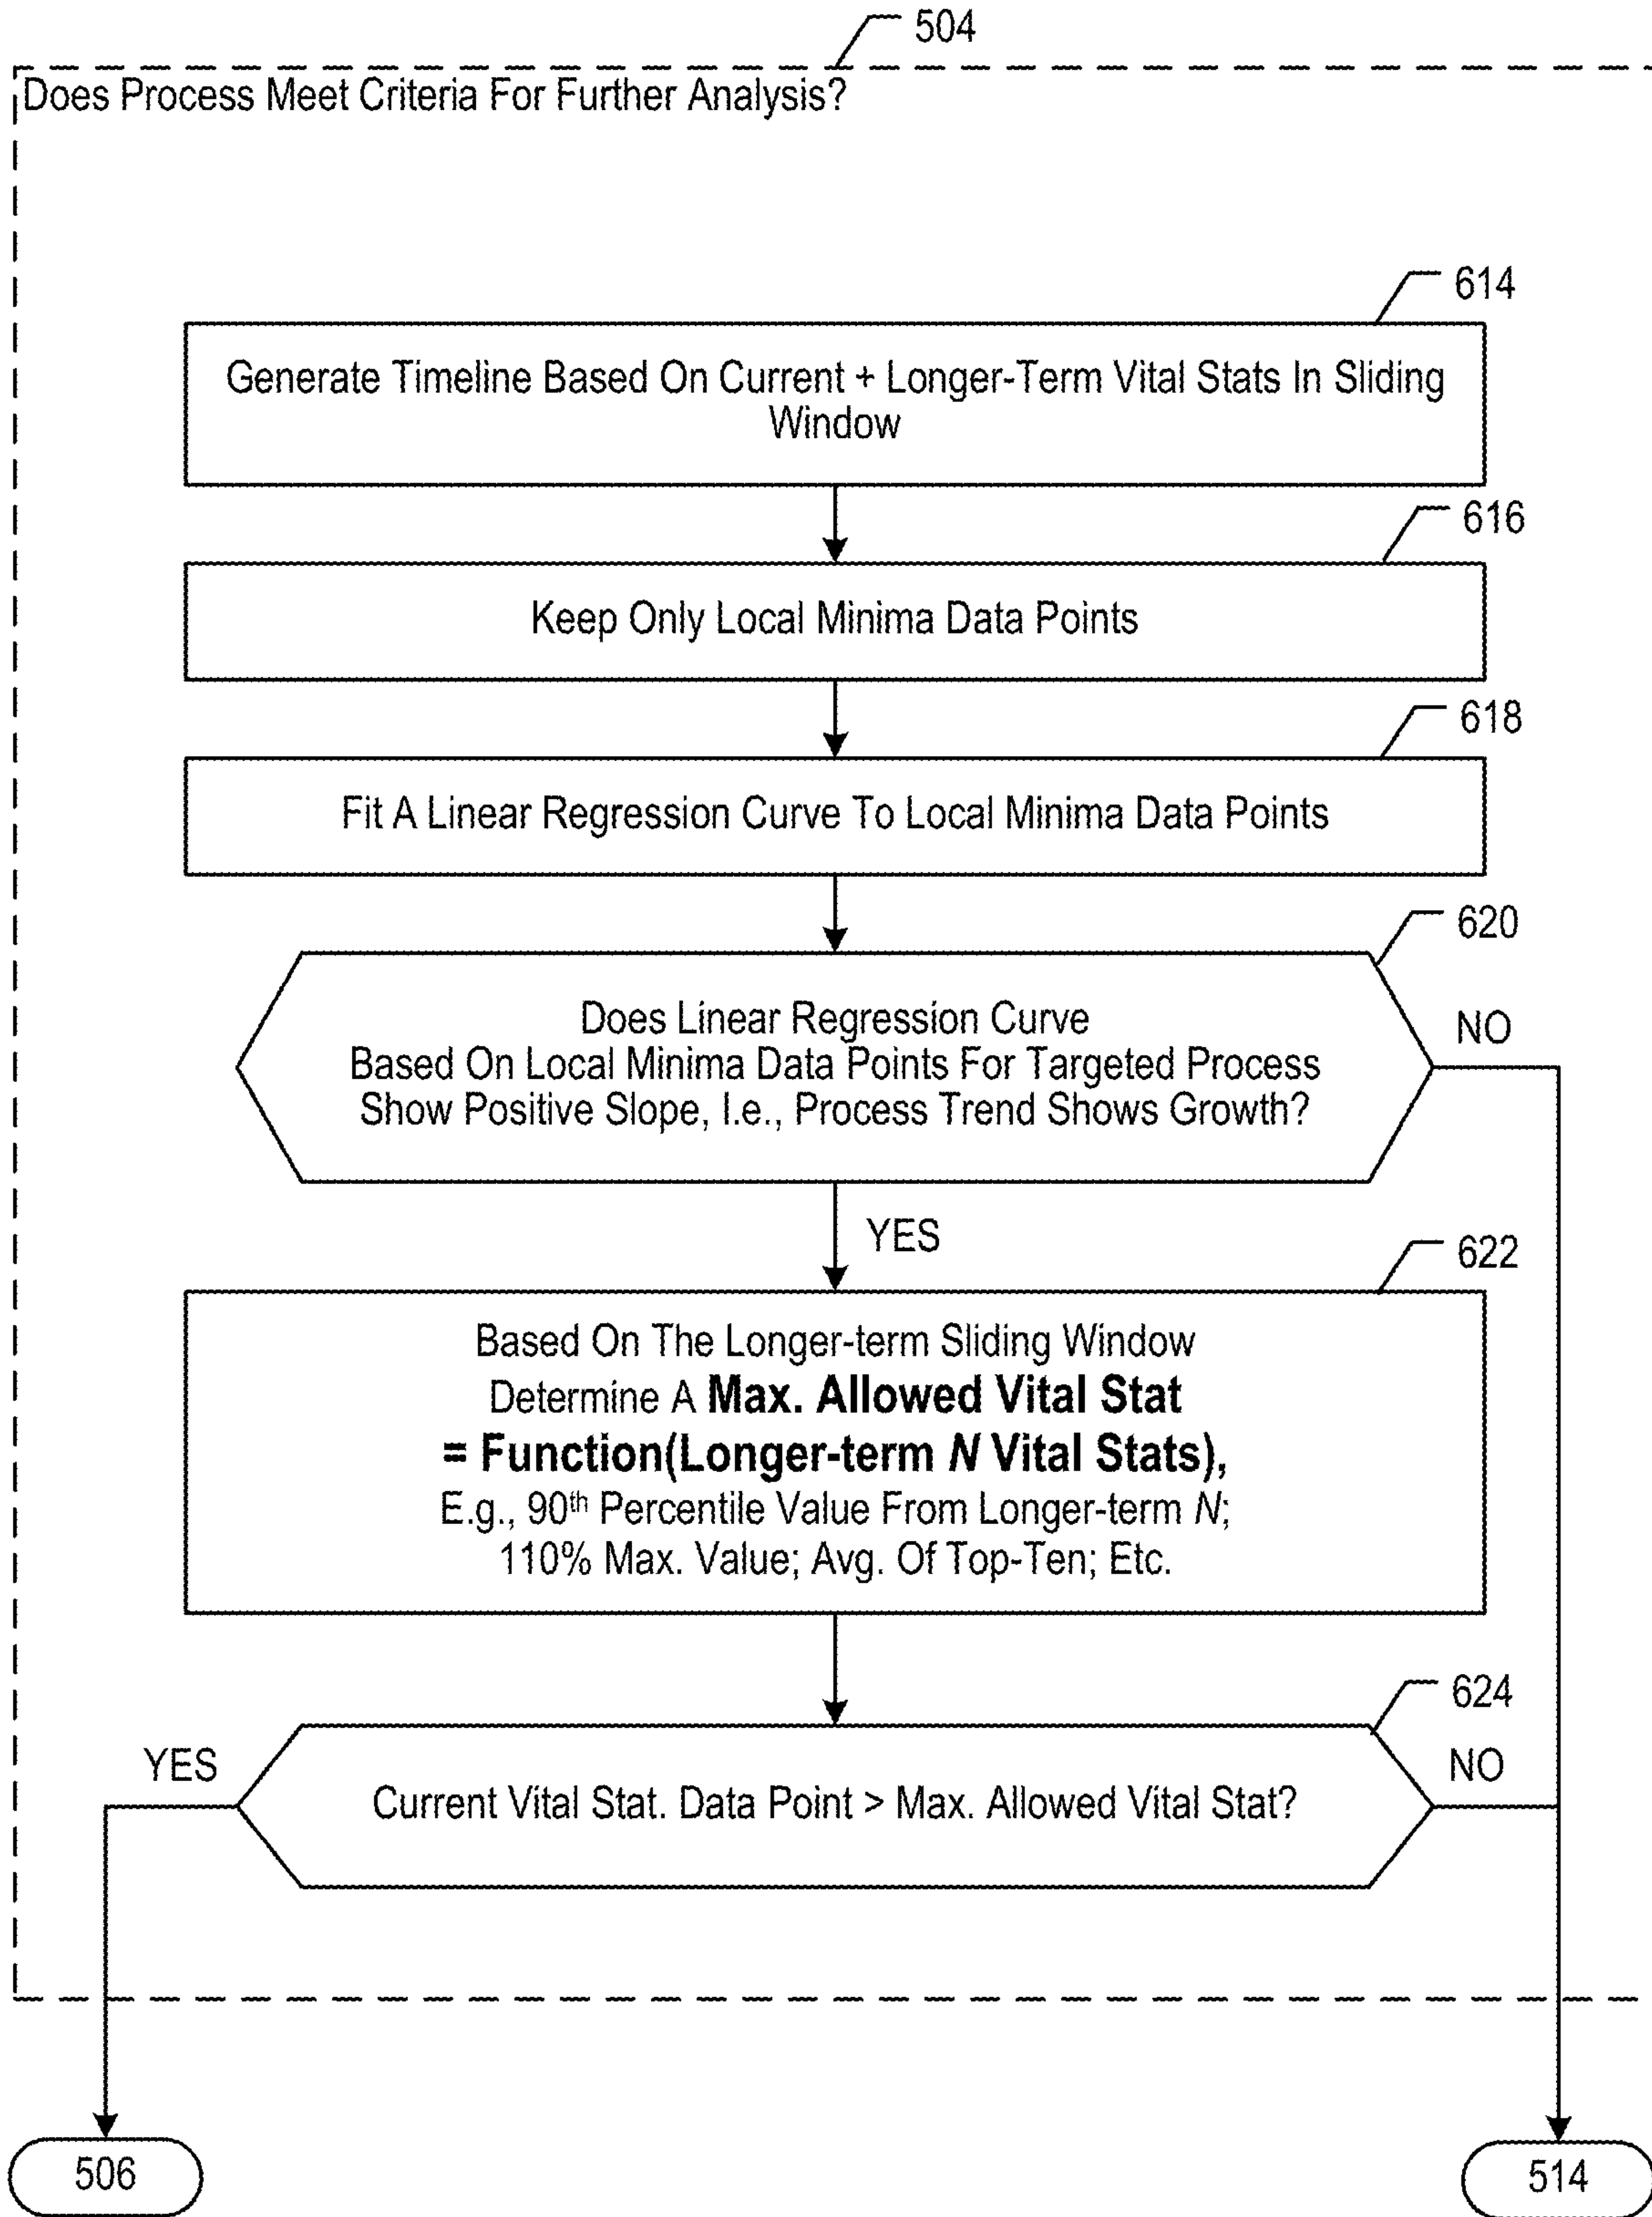 504
Does Process Meet Criteria For Further Analysis?
614
Generate Timeline Based On Current + Longer-Term Vital Stats In Sliding
Window
616
Keep Only Local Minima Data Points
618
Fit A Linear Regression Curve To Local Minima Data Points
620
Does Linear Regression Curve
Based On Local Minima Data Points For Targeted Process
Show Positive Slope, I.e., Process Trend Shows Growth?
NO
YES
622
Based On The Longer-term Sliding Window
Determine A Max. Allowed Vital Stat
= Function(Longer-term N Vital Stats),
E.g., 90th Percentile Value From Longer-term N;
110% Max. Value; Avg. Of Top-Ten; Etc.
624
YES
NO
Current Vital Stat. Data Point > Max. Allowed Vital Stat?
506
514